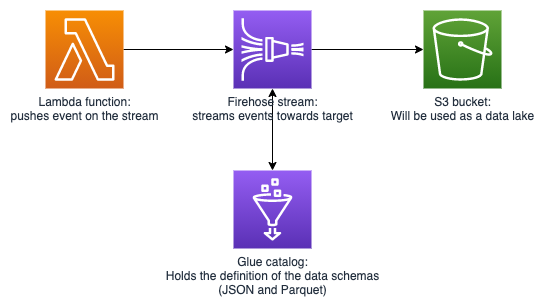 Lambda function:
pushes event on the stream
Firehose stream:
streams events towards target
S3 bucket:
Will be used as a data lake
Glue catalog:
Holds the definition of the data schemas
(JSON and Parquet)